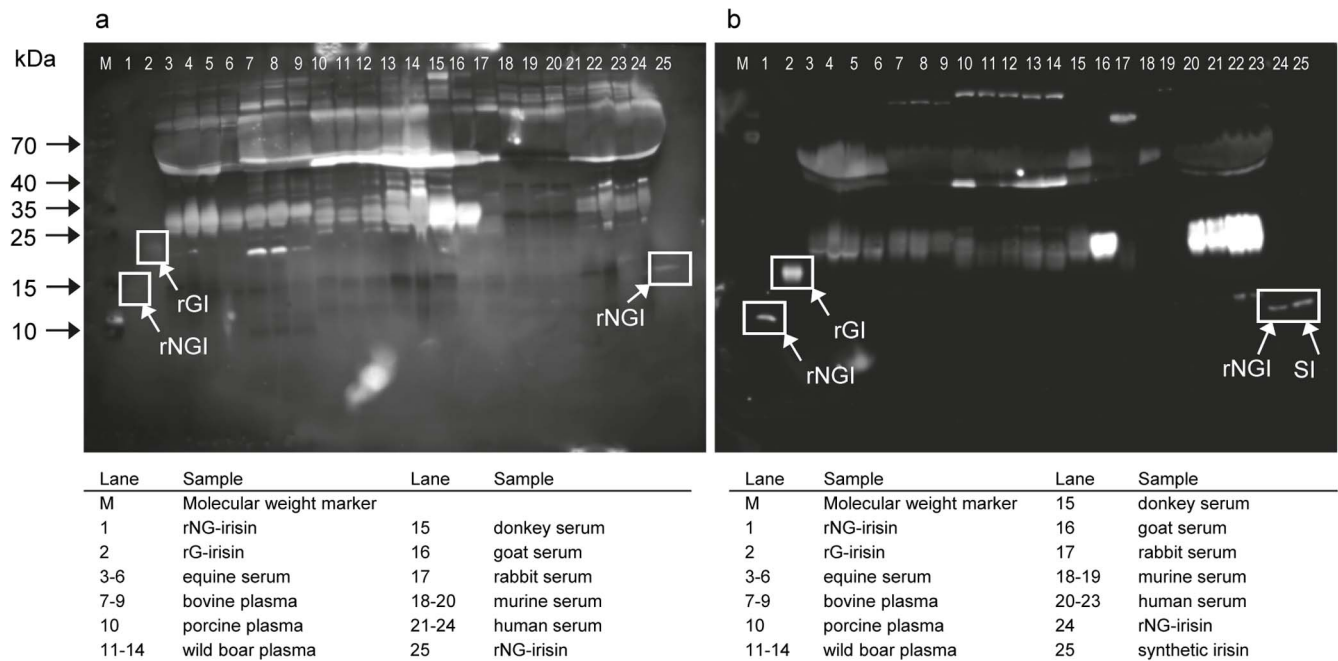 a
b
kDa
M 1 2 3 4 5 6 7 8 9 10 11 12 13 14 15 16 17 18 19 20 21 22 23 24 25
M 1 2 3 4 5 6 7 8 9 10 11 12 13 14 15 16 17 18 19 20 21 22 23 24 25
70
40
35
25
15
10
rGI
rNGI
rNGI
rGI
rNGI
rNGI SI
Lane Sample Lane Sample
M Molecular weight marker
1 rNG-irisin 15 donkey serum
2 rG-irisin 16 goat serum
3-6 equine serum 17 rabbit serum
7-9 bovine plasma 18-20 murine serum
10 porcine plasma 21-24 human serum
11-14 wild boar plasma 25 rNG-irisin
Lane Sample Lane Sample
M Molecular weight marker 15 donkey serum
1 rNG-irisin 16 goat serum
2 rG-irisin 17 rabbit serum
3-6 equine serum 18-19 murine serum
7-9 bovine plasma 20-23 human serum
10 porcine plasma 24 rNG-irisin
11-14 wild boar plasma 25 synthetic irisin